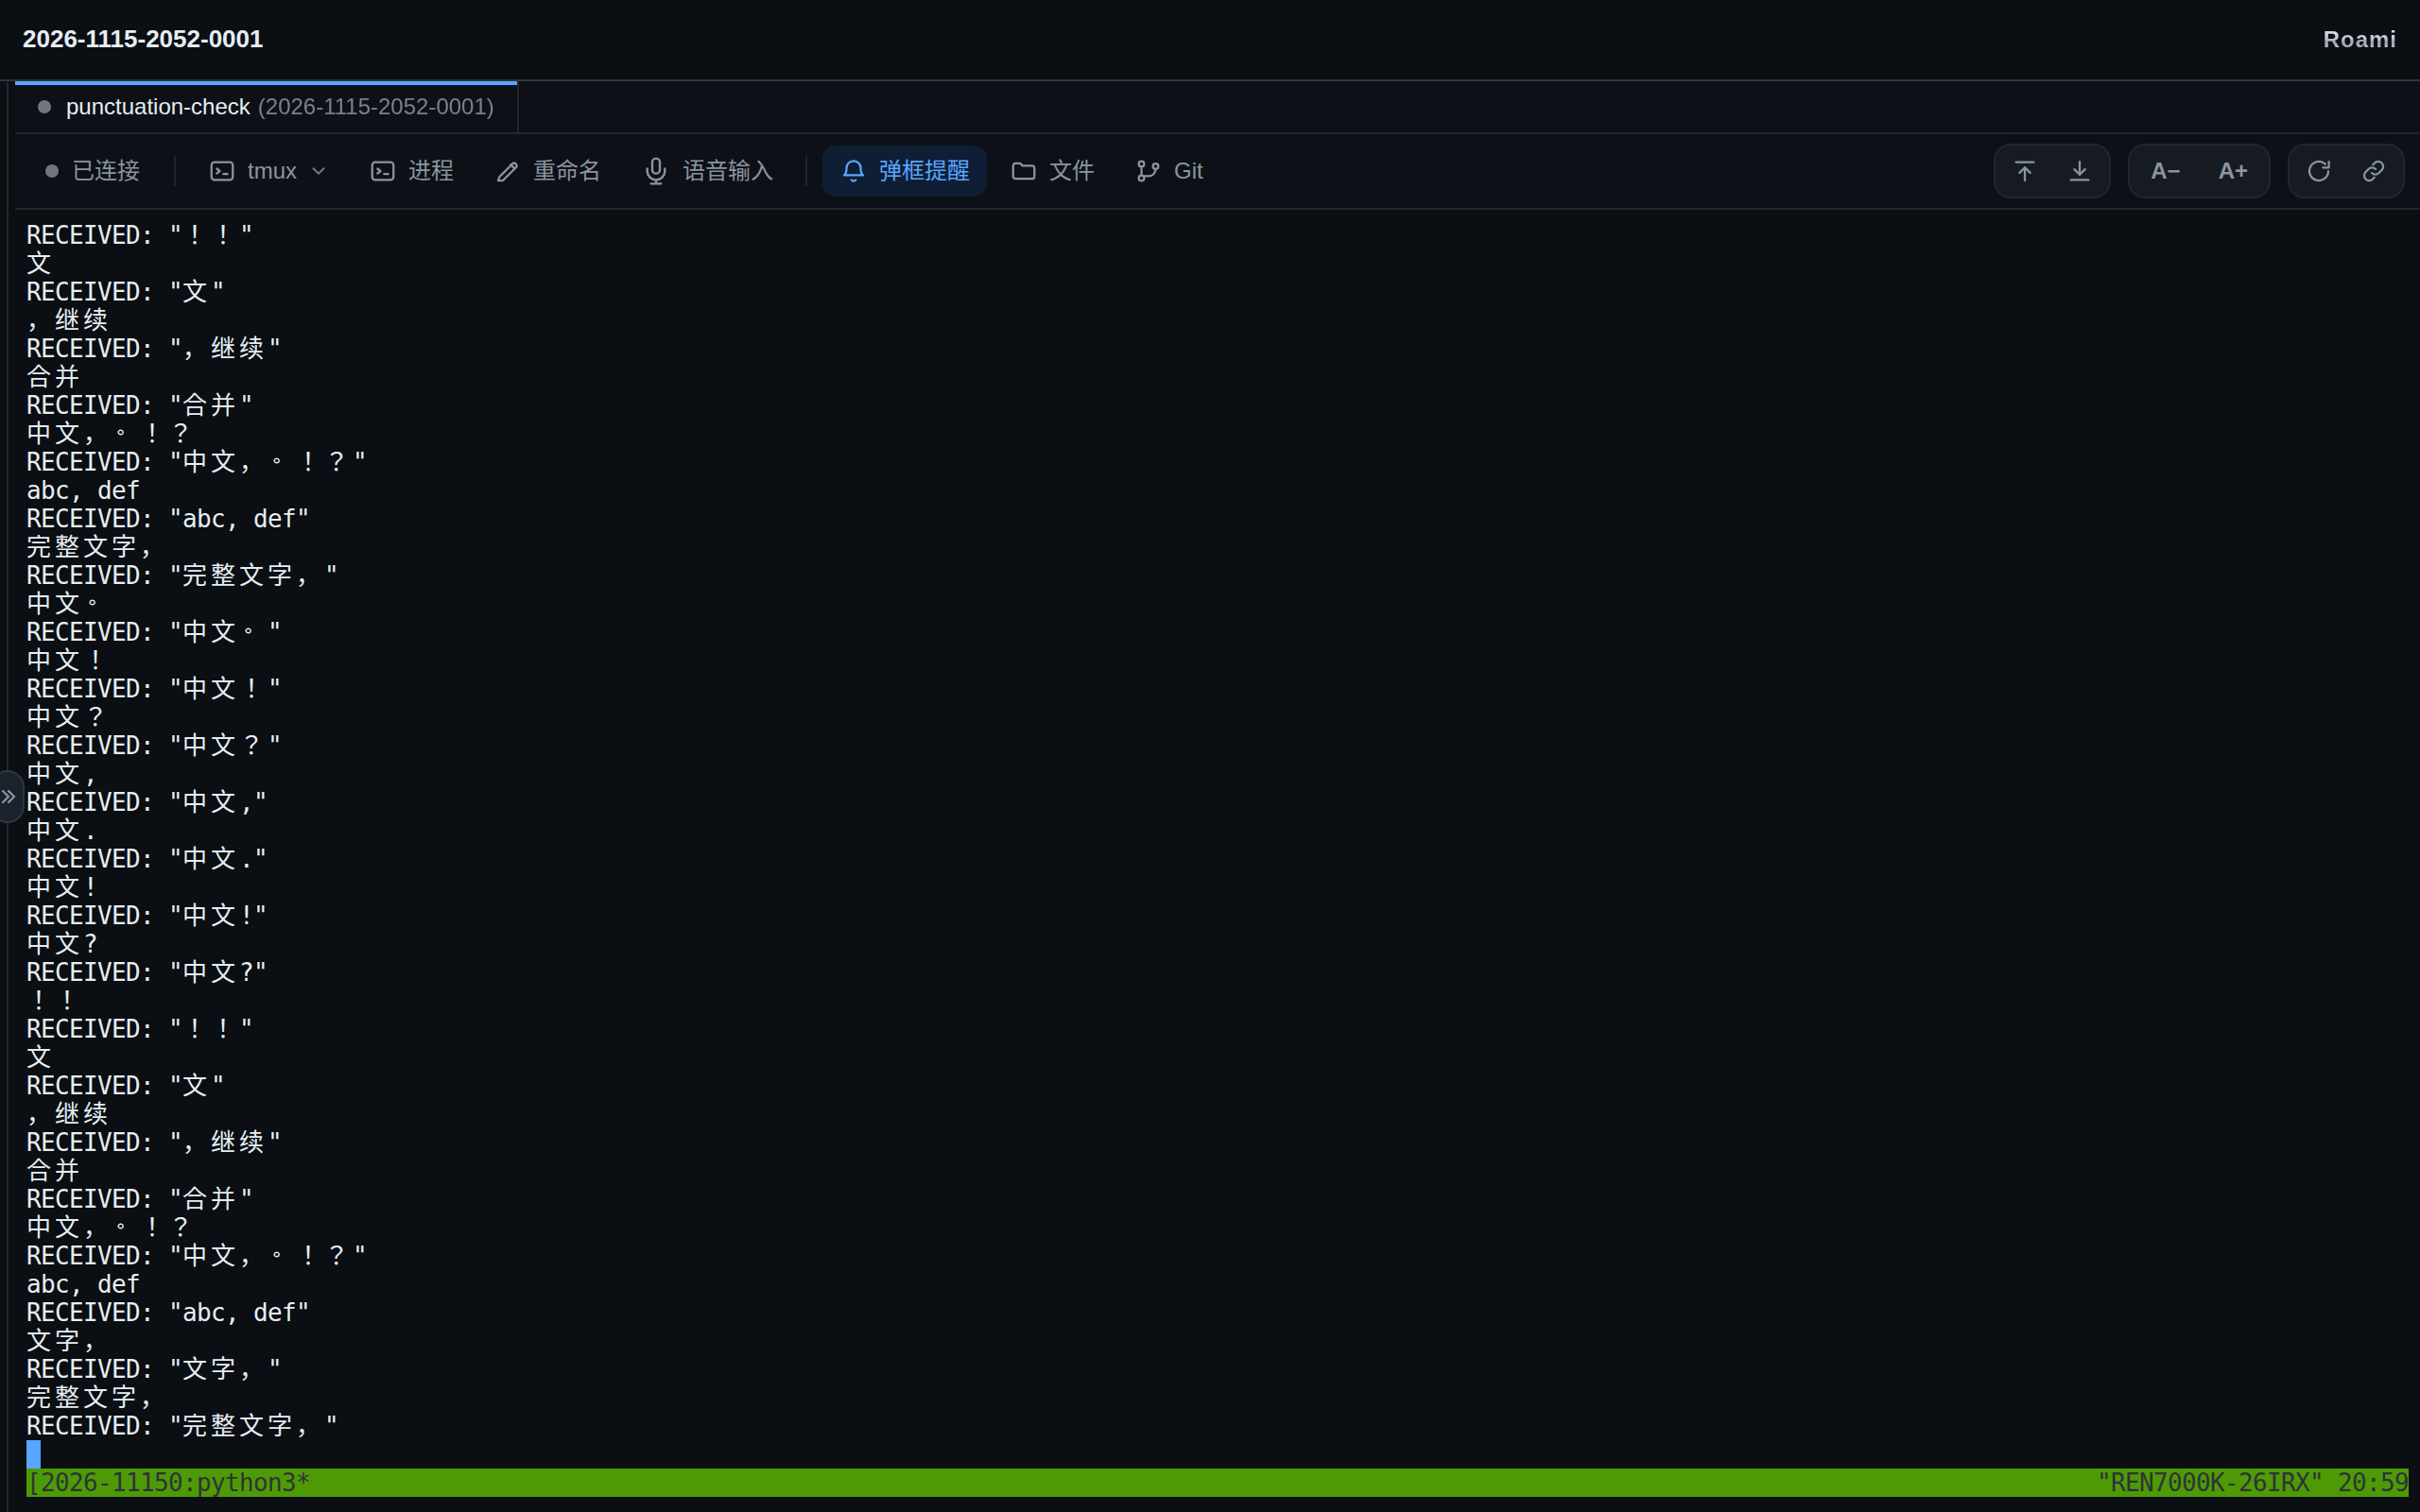 2026-1115-2052-0001
Roami
punctuation-check (2026-1115-2052-0001)
已连接 tmux 进程 重命名 语音输入 弹框提醒 文件 Git A− A+
RECEIVED: "！！"
文
RECEIVED: "文"
，继续
RECEIVED: "，继续"
合并
RECEIVED: "合并"
中文，。！？
RECEIVED: "中文，。！？"
abc, def
RECEIVED: "abc, def"
完整文字，
RECEIVED: "完整文字，"
中文。
RECEIVED: "中文。"
中文！
RECEIVED: "中文！"
中文？
RECEIVED: "中文？"
中文,
RECEIVED: "中文,"
中文.
RECEIVED: "中文."
中文!
RECEIVED: "中文!"
中文?
RECEIVED: "中文?"
！！
RECEIVED: "！！"
文
RECEIVED: "文"
，继续
RECEIVED: "，继续"
合并
RECEIVED: "合并"
中文，。！？
RECEIVED: "中文，。！？"
abc, def
RECEIVED: "abc, def"
文字，
RECEIVED: "文字，"
完整文字，
RECEIVED: "完整文字，"
[2026-11150:python3* "REN7000K-26IRX" 20:59